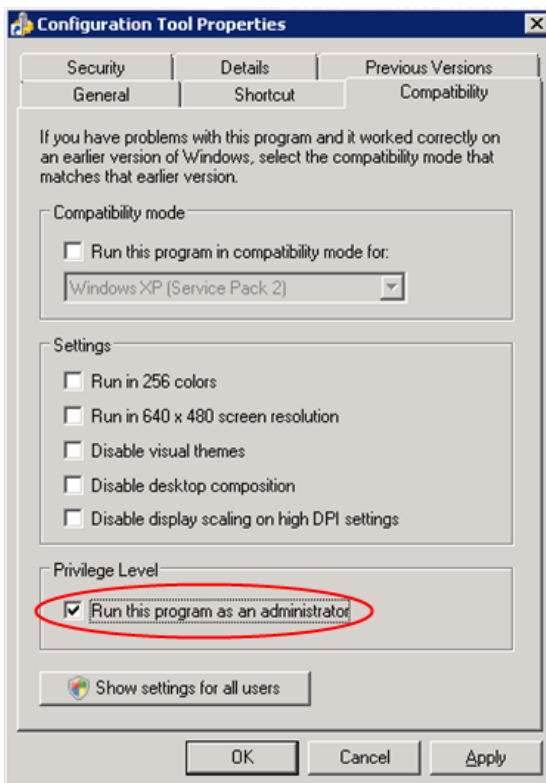 Configuration Tool Properties
Security Details Previous Versions
General Shortcut Compatibility
If you have problems with this program and it worked correctly on
an earlier version of Windows, select the compatibility mode that
matches that earlier version.
Compatibility mode
Run this program in compatibility mode for:
Windows XP (Service Pack 2)
Settings
Run in 256 colors
Run in 640 x 480 screen resolution
Disable visual themes
Disable desktop composition
Disable display scaling on high DPI settings
Privilege Level
Run this program as an administrator
Show settings for all users
OK Cancel Apply